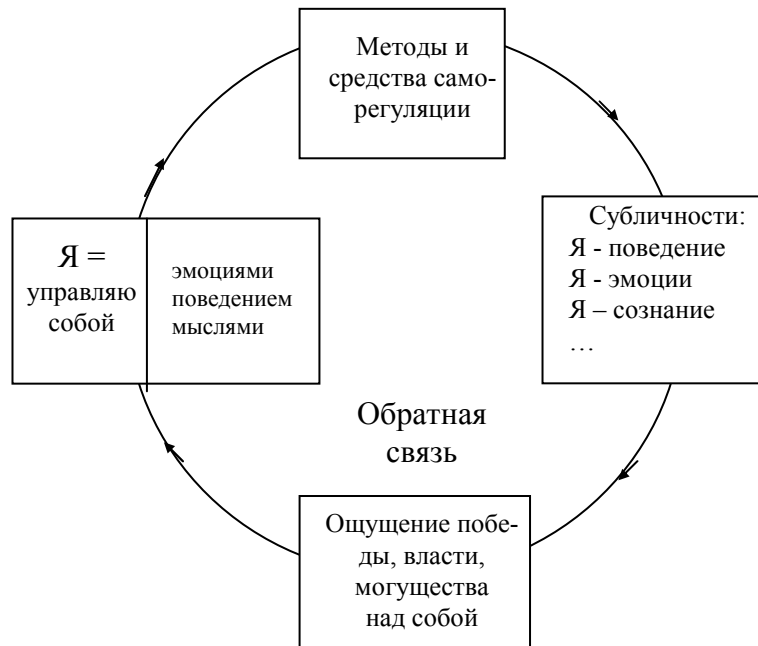 Методы и
средства само-
регуляции
Субличности:
Я - поведение
Я - эмоции
Я – сознание
…
Я =
управляю
собой
эмоциями
поведением
мыслями
Обратная
связь
Ощущение побе-
ды, власти,
могущества
над собой